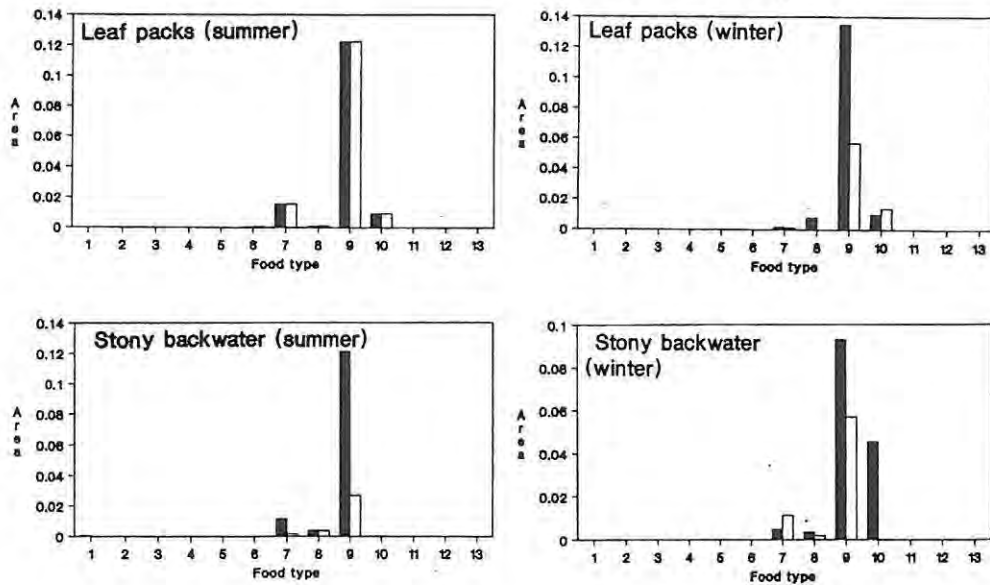 Leaf packs (summer)
0.14
0.12
0.1
0.08
0.06
0.04
0.02
0
Area
1 2 3 4 5 6 7 8 9 10 11 12 13
Food type
Leaf packs (winter)
0.14
0.12
0.1
0.08
0.06
0.04
0.02
0
Area
1 2 3 4 5 6 7 8 9 10 11 12 13
Food type
Stony backwater (summer)
0.14
0.12
0.1
0.08
0.06
0.04
0.02
0
Area
1 2 3 4 5 6 7 8 9 10 11 12 13
Food type
Stony backwater
(winter)
0.1
0.08
0.06
0.04
0.02
0
Area
1 2 3 4 5 6 7 8 9 10 11 12 13
Food type